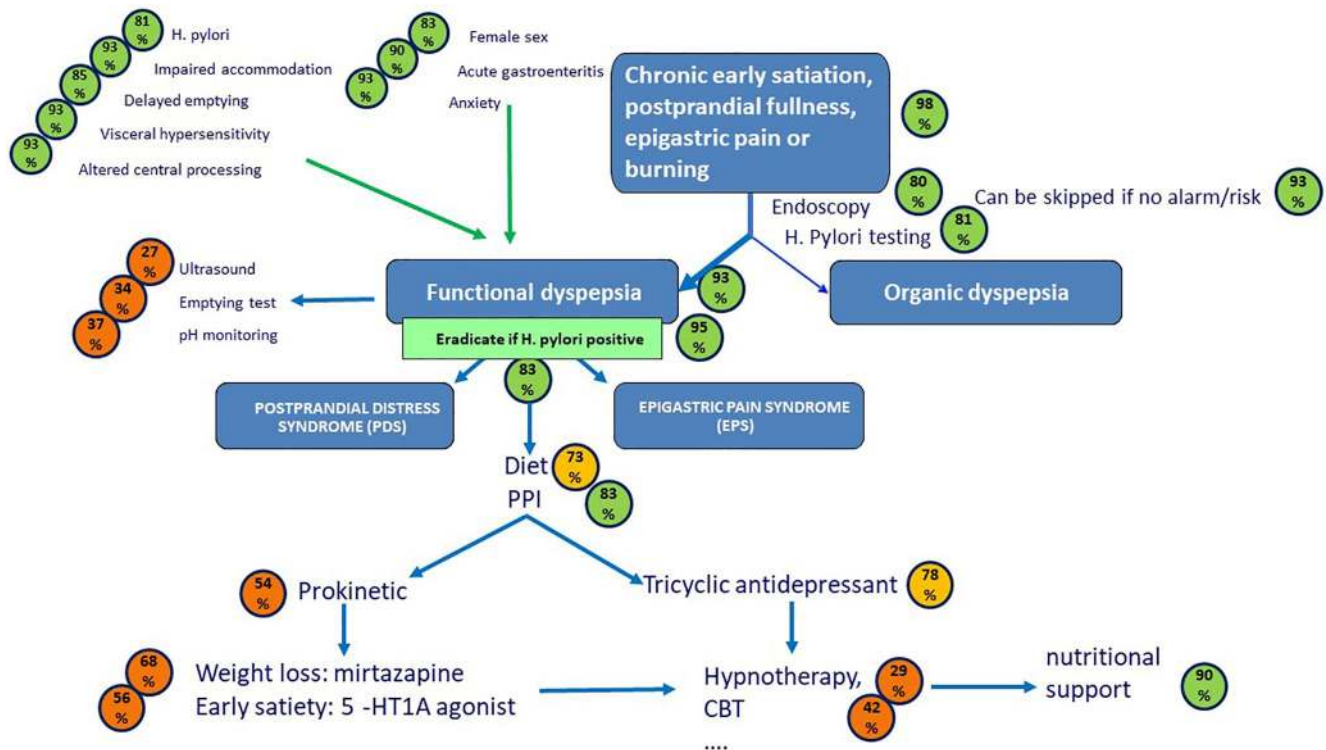 81
%
H. pylori
93
%
Impaired accommodation
85
%
Delayed emptying
93
%
Visceral hypersensitivity
93
%
Altered central processing
83
%
Female sex
90
%
Acute gastroenteritis
93
%
Anxiety
Chronic early satiation,
postprandial fullness,
epigastric pain or
burning
98
%
Endoscopy
80
%
H. Pylori testing
81
%
Can be skipped if no alarm/risk
93
%
27
%
Ultrasound
34
%
Emptying test
37
%
pH monitoring
Functional dyspepsia
93
%
Organic dyspepsia
Eradicate if H. pylori positive
95
%
83
%
POSTPRANDIAL DISTRESS
SYNDROME (PDS)
EPIGASTRIC PAIN SYNDROME
(EPS)
Diet
73
%
PPI
83
%
54
%
Prokinetic
Tricyclic antidepressant
78
%
68
%
Weight loss: mirtazapine
56
%
Early satiety: 5 -HT1A agonist
Hypnotherapy,
29
%
CBT
42
%
....
nutritional
support
90
%